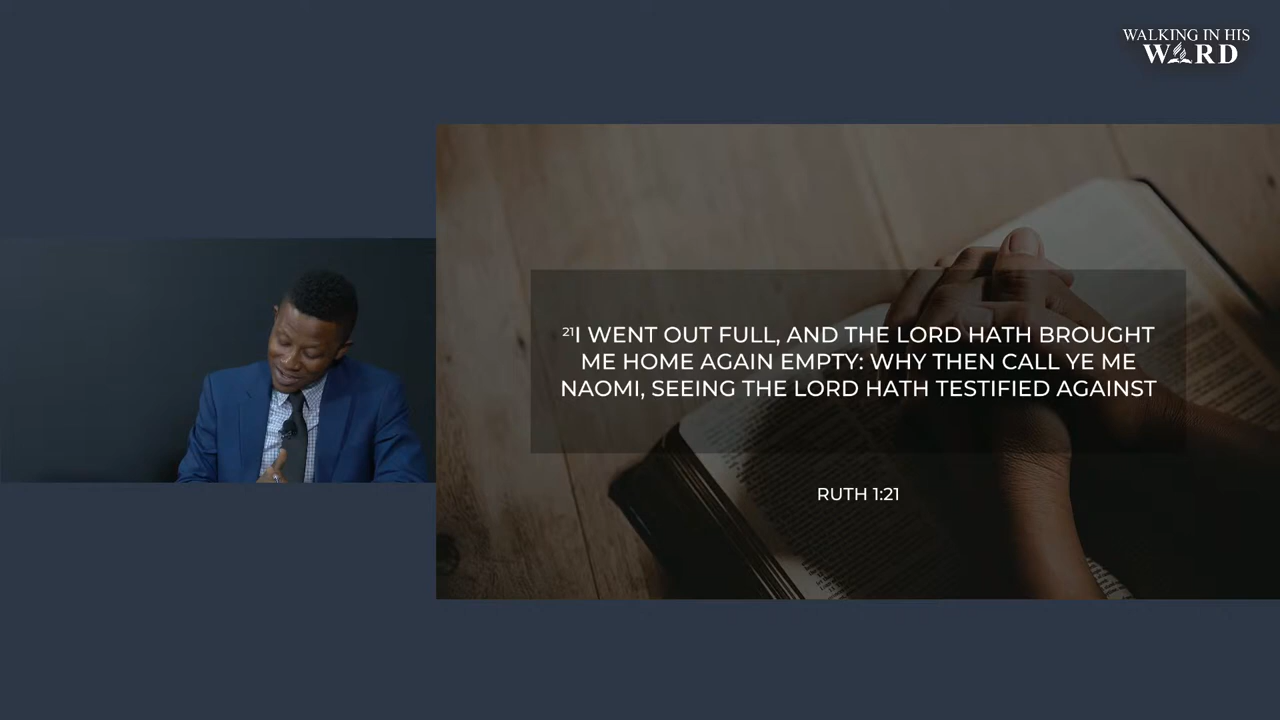 WALKING IN HIS
WORD
²¹I WENT OUT FULL, AND THE LORD HATH BROUGHT
ME HOME AGAIN EMPTY: WHY THEN CALL YE ME
NAOMI, SEEING THE LORD HATH TESTIFIED AGAINST
RUTH 1:21